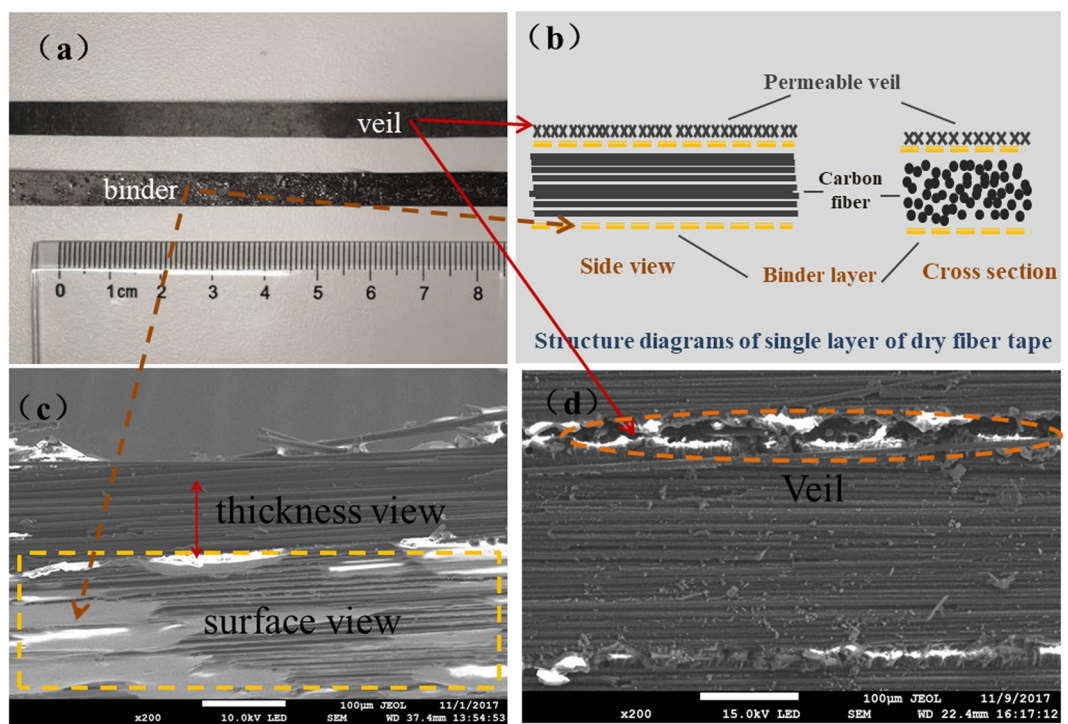 (a)
veil
binder
0 1cm 2 3 4 5 6 7 8
(b)
Permeable veil
Carbon
fiber
Side view
Binder layer
Cross section
Structure diagrams of single layer of dry fiber tape
(c)
thickness view
surface view
100μm JEOL 11/1/2017
x200 10.0kV LED SEM WD 37.4mm 13:54:53
(d)
Veil
100μm JEOL 11/9/2017
x200 15.0kV LED SEM WD 22.4mm 16:17:12